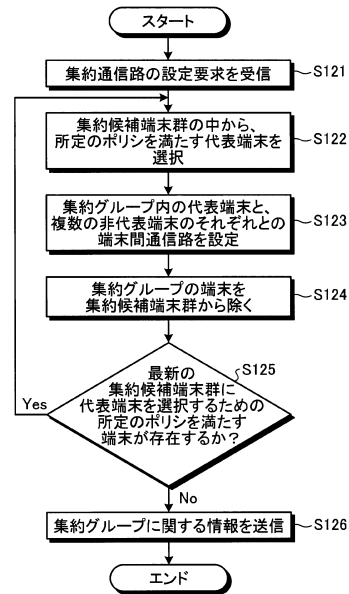 スタート
集約通信路の設定要求を受信
S121
集約候補端末群の中から、
所定のポリシを満たす代表端末を
選択
S122
集約グループ内の代表端末と、
複数の非代表端末のそれぞれとの
端末間通信路を設定
S123
集約グループの端末を
集約候補端末群から除く
S124
最新の
集約候補端末群に
代表端末を選択するための
所定のポリシを満たす
端末が存在するか？
S125
Yes
No
集約グループに関する情報を送信
S126
エンド